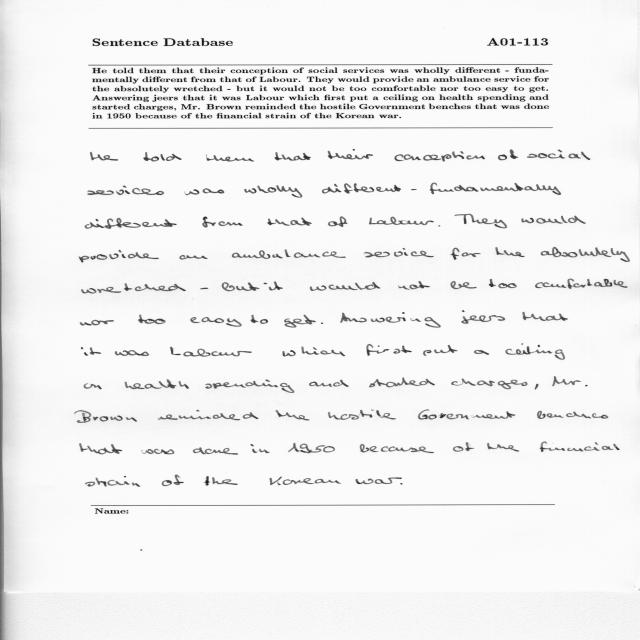 Sentence Database A01-113
He told them that their conception of social services was wholly different - funda-
mentally different from that of Labour. They would provide an ambulance service for
the absolutely wretched - but it would not be too comfortable nor too easy to get.
Answering jeers that it was Labour which first put a ceiling on health spending and
started charges, Mr. Brown reminded the hostile Government benches that was done
in 1950 because of the financial strain of the Korean war.
He told them that their conception of social
services was wholly different - fundamentally
different from that of Labour. They would
provide an ambulance service for the absolutely
wretched - but it would not be too comfortable
nor too easy to get. Answering jeers that
it was Labour which first put a ceiling
on health spending and started charges, Mr.
Brown reminded the hostile Government benches
that was done in 1950 because of the financial
strain of the Korean war.
Name: